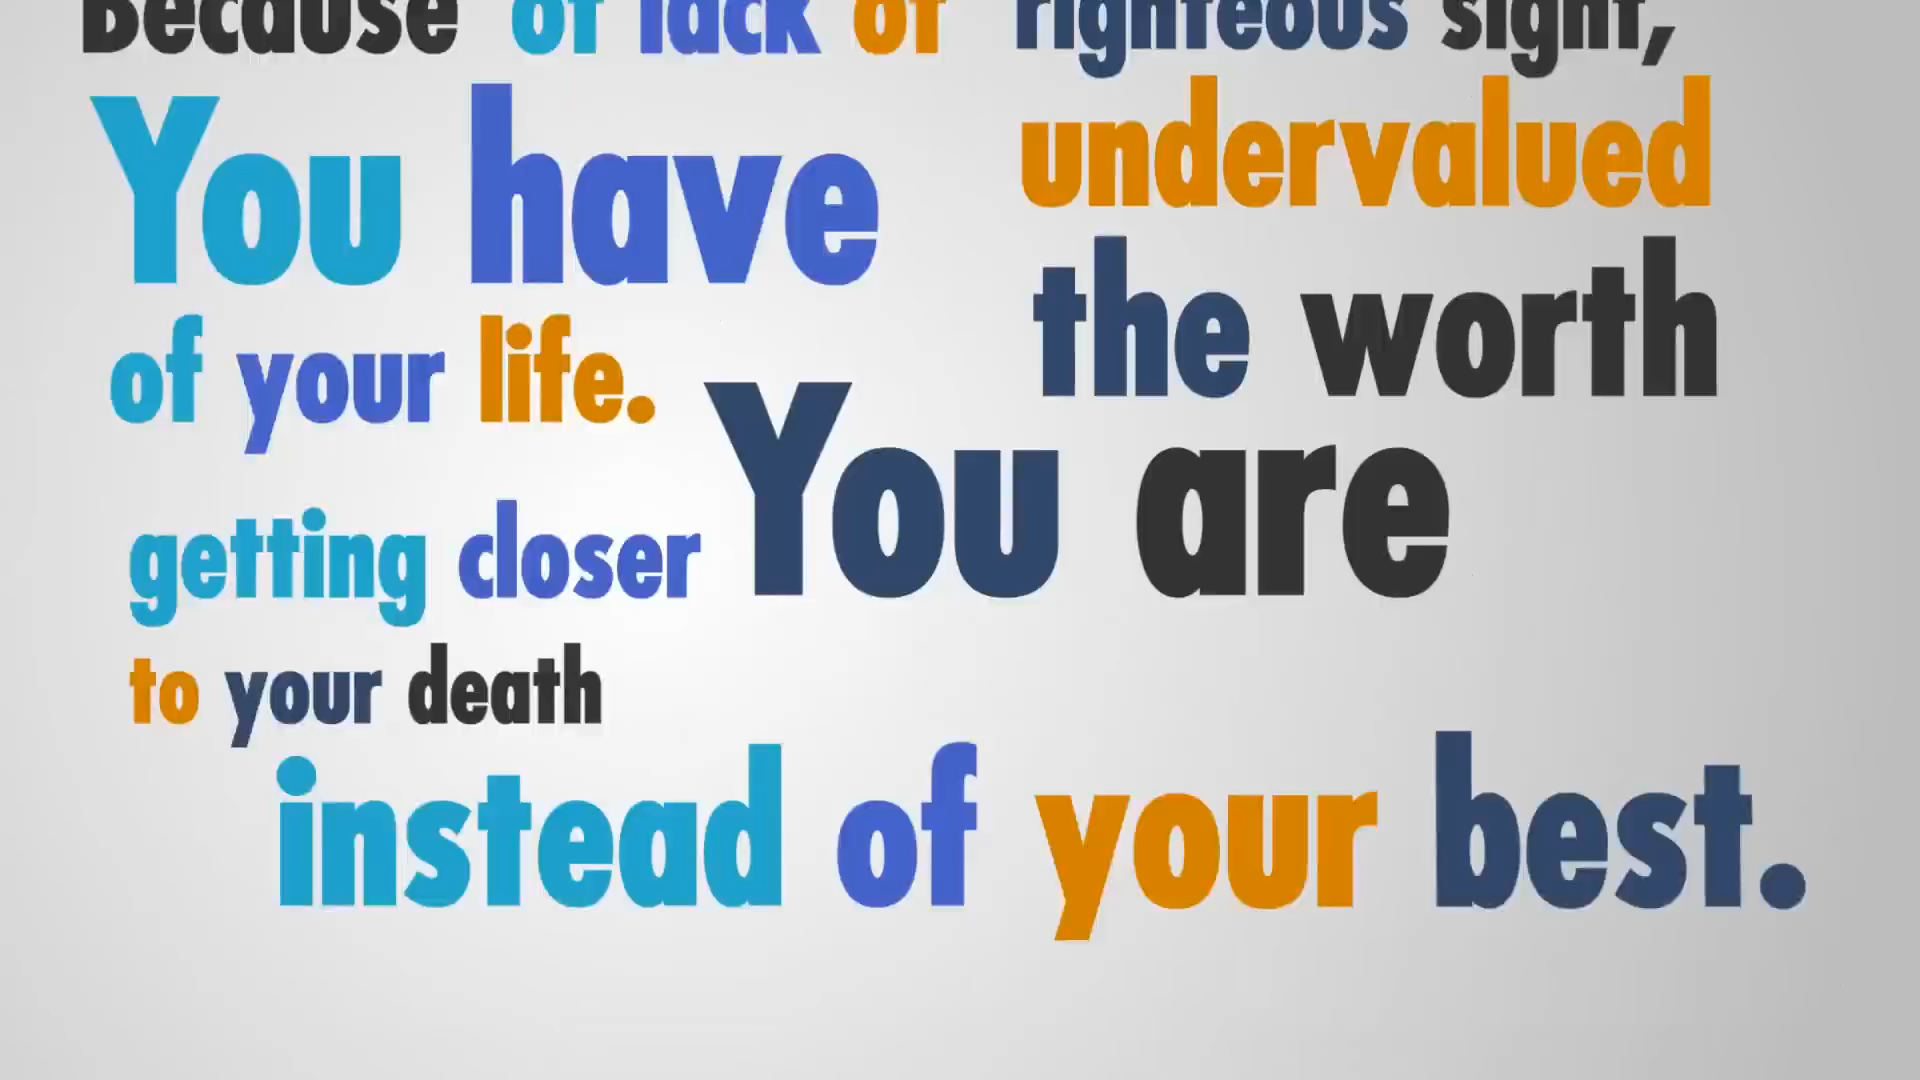 Because of lack of righteous sight,
You have undervalued
the worth
of your life.
You are
getting closer
to your death
instead of your best.